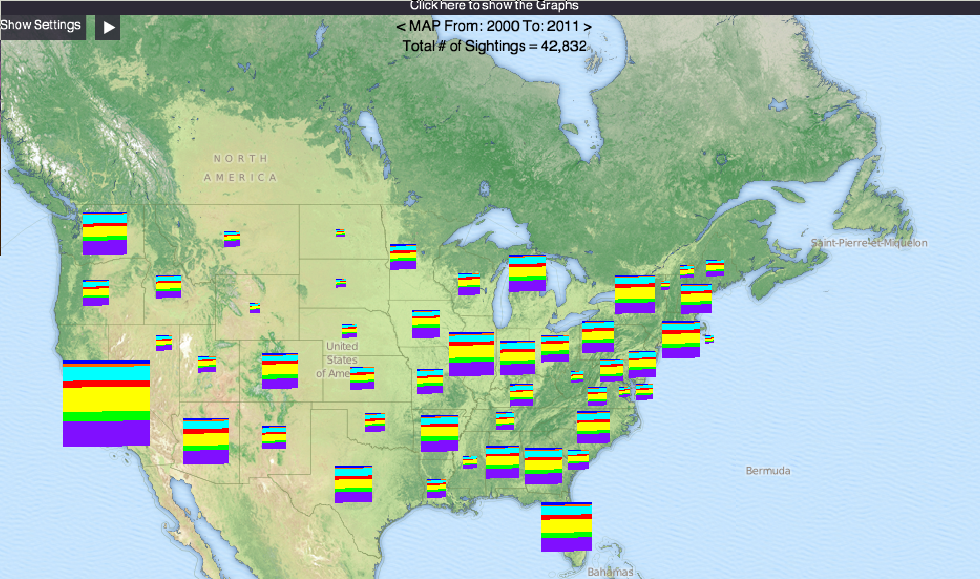 Click here to show the Graphs
Show Settings
< MAP From: 2000 To: 2011 >
Total # of Sightings = 42,832
NORTH
AMERICA
Saint-Pierre-et-Miquelon
United
States
of Ame
Bermuda
Bahamas